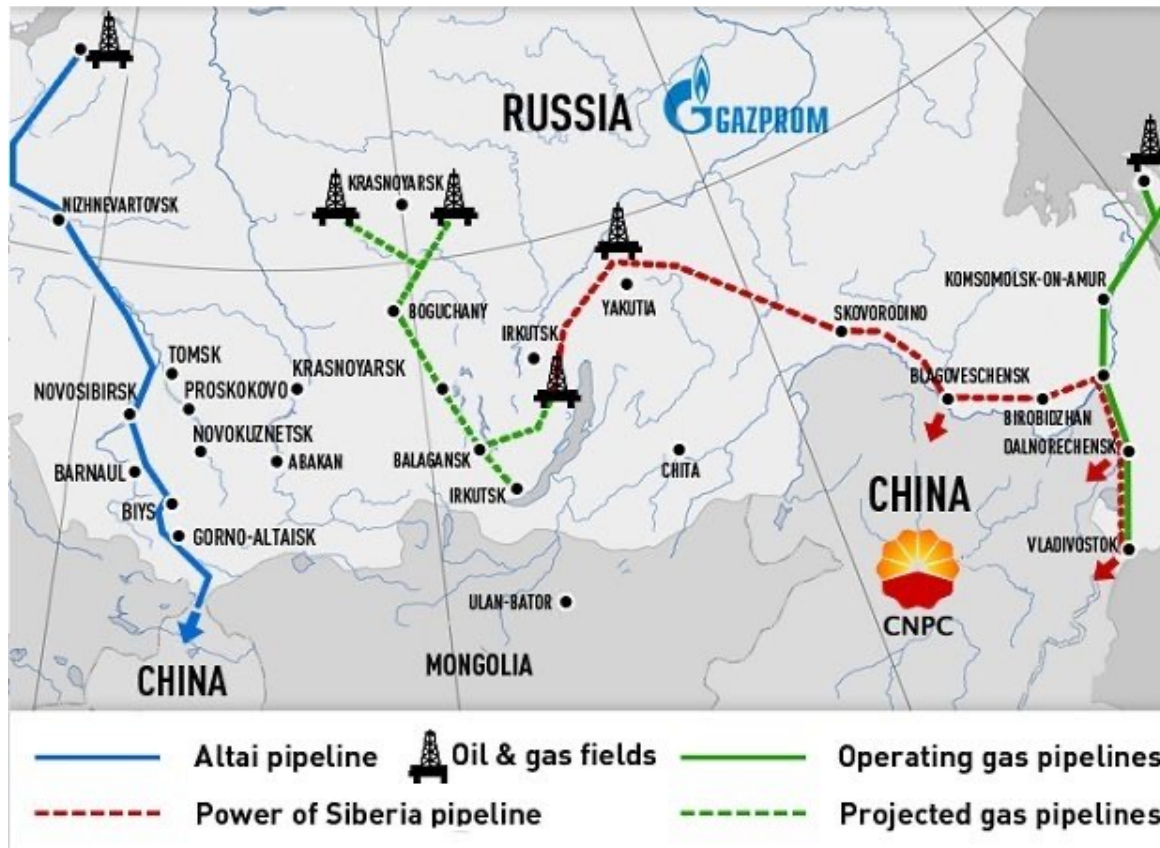 RUSSIA
GAZPROM
KRASNOYARSK
NIZHNEVARTOVSK
KOMSOMOLSK-ON-AMUR
YAKUTIA
BOGUCHANY
SKOVORODINO
IRKUTSK
TOMSK
KRASNOYARSK
PROSKOKOVO
NOVOSIBIRSK
BLAGOVESCHENSK
BIROBIDZHAN
NOVOKUZNETSK
DALNORECHENSK
BARNAUL
ABAKAN
BALAGANSK
CHITA
IRKUTSK
CHINA
BIYS
GORNO-ALTAISK
VLADIVOSTOK
ULAN-BATOR
CNPC
MONGOLIA
CHINA
Altai pipeline
Oil & gas fields
Operating gas pipelines
Power of Siberia pipeline
Projected gas pipelines